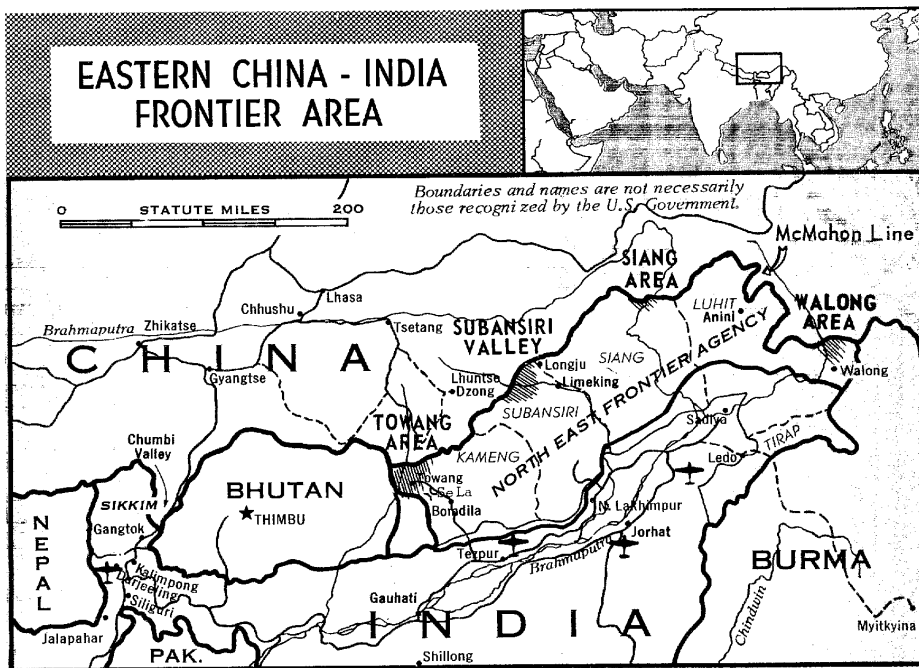 EASTERN CHINA - INDIA
FRONTIER AREA
Boundaries and names are not necessarily
those recognized by the U.S. Government.
0 STATUTE MILES 200
McMahon Line
SIANG
AREA
LUHIT
Anini
WALONG
AREA
Walong
Lhasa
Chhushu
Brahmaputra
Zhikatse
Tsetang
SUBANSIRI
VALLEY
CHINA
Gyangtse
Longju
SIANG
Limeking
Lhuntse
Dzong
SUBANSIRI
NORTH EAST FRONTIER AGENCY
TOWANG
AREA
KAMENG
Sadiya
TIRAP
Ledo
Chumbi
Valley
BHUTAN
THIMBU
Towang
Se La
Bomdila
SIKKIM
Gangtok
NEPAL
N. Lakhimpur
Jorhat
Tezpur
Brahmaputra
BURMA
Kalimpong
Darjeeling
Siliguri
Gauhati
INDIA
Chindwin
Myitkyina
Jalapahar
PAK.
Shillong